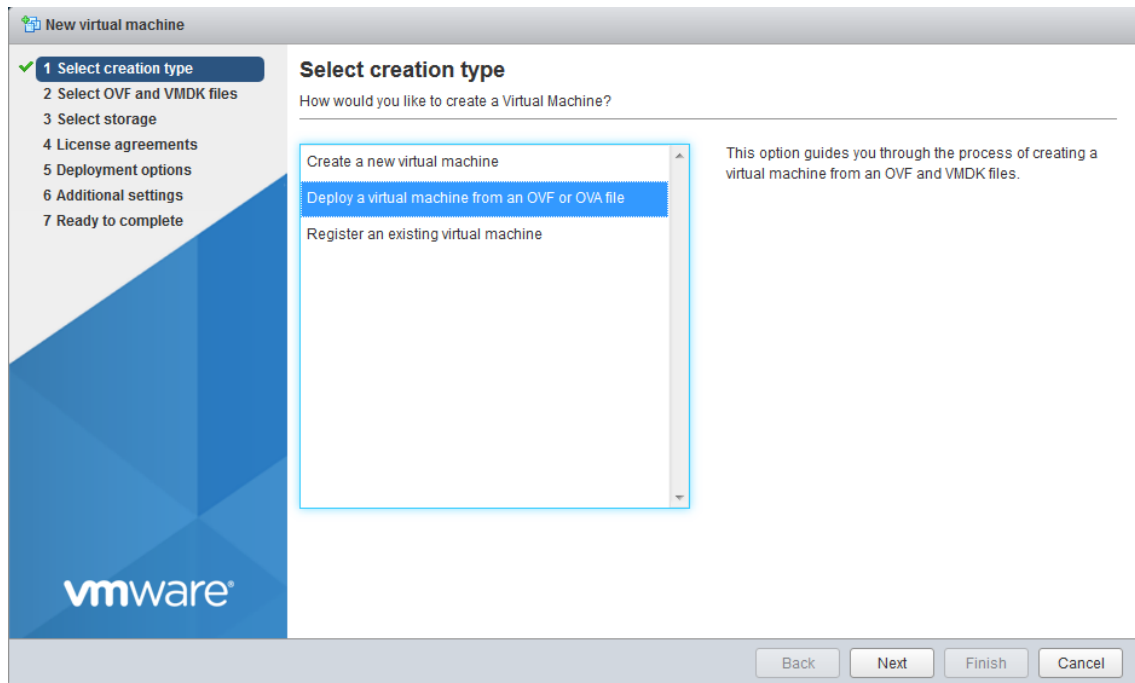 New virtual machine
1 Select creation type
2 Select OVF and VMDK files
3 Select storage
4 License agreements
5 Deployment options
6 Additional settings
7 Ready to complete
Select creation type
How would you like to create a Virtual Machine?
Create a new virtual machine
Deploy a virtual machine from an OVF or OVA file
Register an existing virtual machine
This option guides you through the process of creating a
virtual machine from an OVF and VMDK files.
vmware®
Back Next Finish Cancel